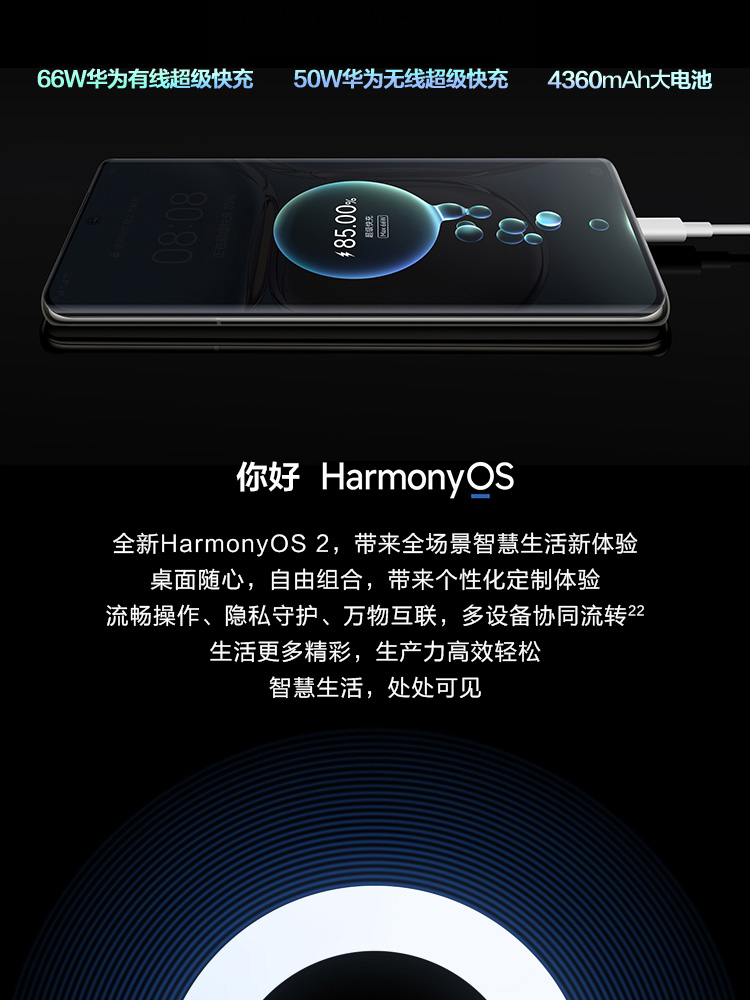 66W华为有线超级快充 50W华为无线超级快充 4360mAh大电池
08:08
85.00%
超级快充
Max 66W
你好 HarmonyOS
全新HarmonyOS 2，带来全场景智慧生活新体验
桌面随心，自由组合，带来个性化定制体验
流畅操作、隐私守护、万物互联，多设备协同流转22
生活更多精彩，生产力高效轻松
智慧生活，处处可见